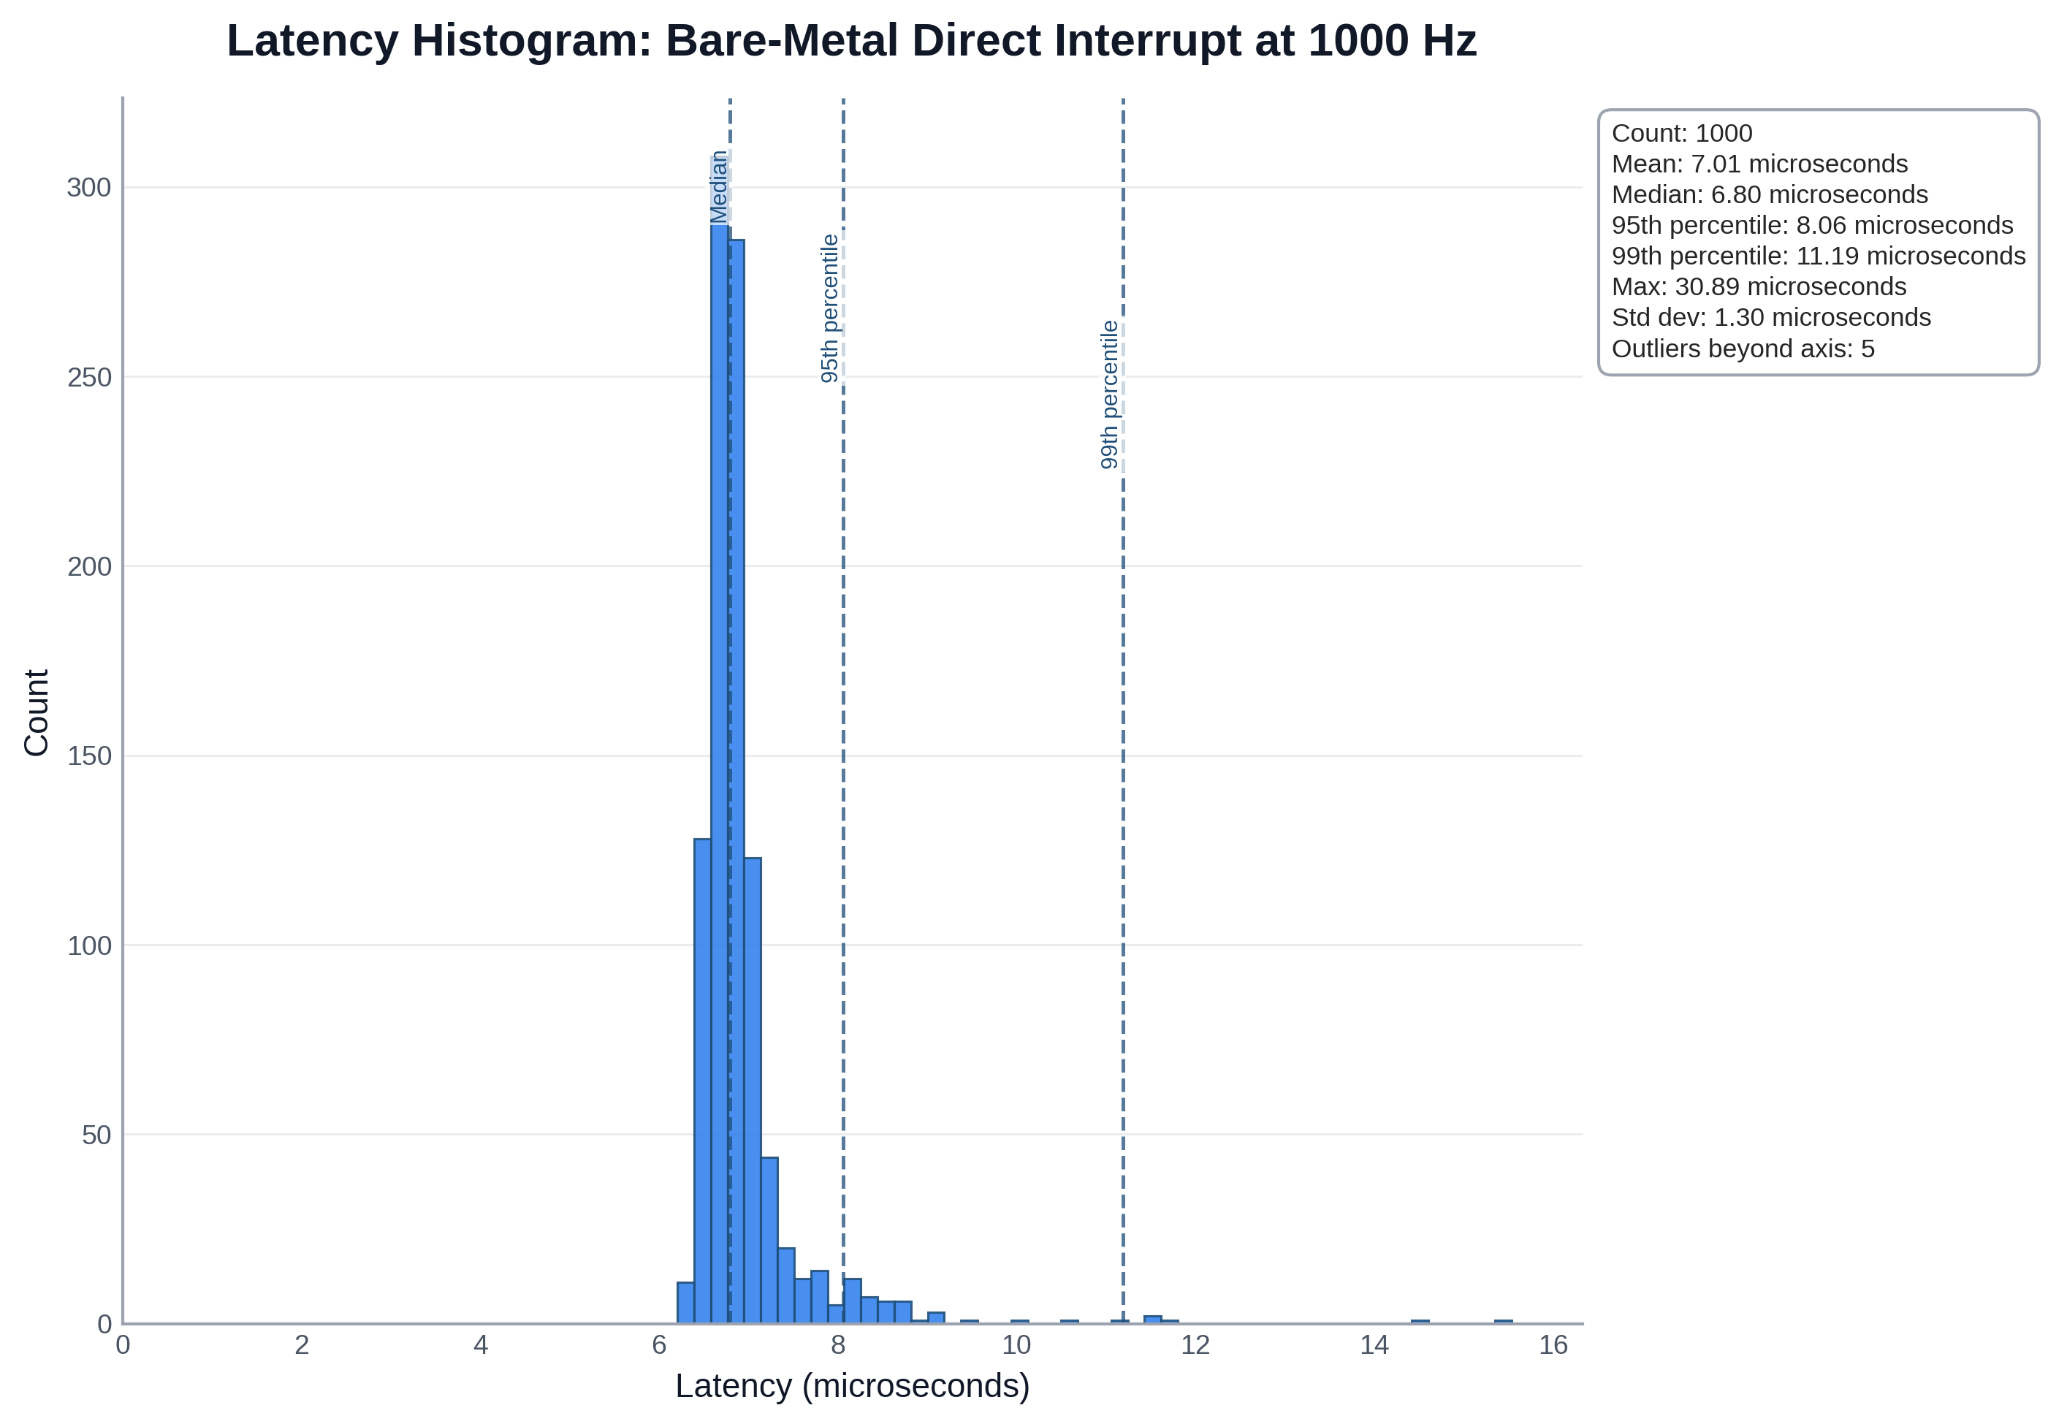 Latency Histogram: Bare-Metal Direct Interrupt at 1000 Hz
Count: 1000
Mean: 7.01 microseconds
Median: 6.80 microseconds
95th percentile: 8.06 microseconds
99th percentile: 11.19 microseconds
Max: 30.89 microseconds
Std dev: 1.30 microseconds
Outliers beyond axis: 5
Median
95th percentile
99th percentile
Count
300
250
200
150
100
50
0
0 2 4 6 8 10 12 14 16
Latency (microseconds)